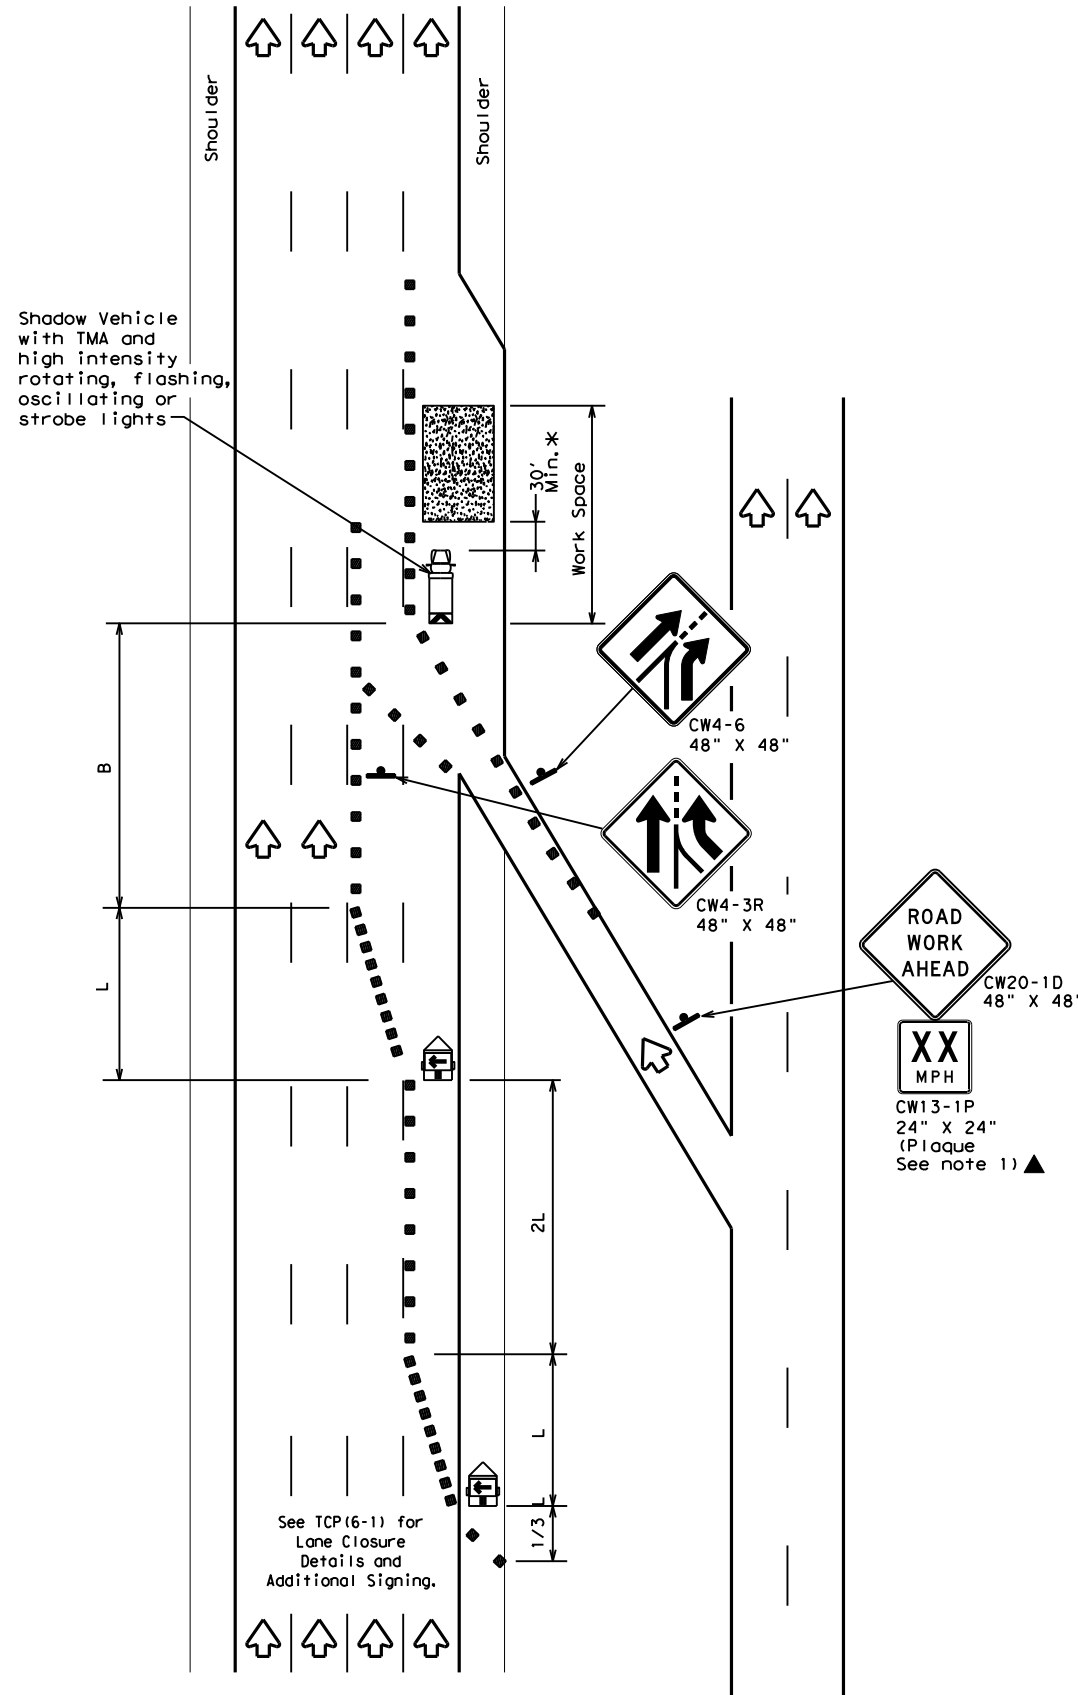 Shoulder
Shoulder
Shadow Vehicle
with TMA and
high intensity
rotating, flashing,
oscillating or
strobe lights
30'
Min.*
Work Space
CW4-6
48" X 48"
B
CW4-3R
48" X 48"
ROAD
WORK
AHEAD
CW20-1D
48" X 48"
L
XX
MPH
CW13-1P
24" X 24"
(Plaque
See note 1)▲
2L
L
1/3 L
See TCP(6-1) for
Lane Closure
Details and
Additional Signing.